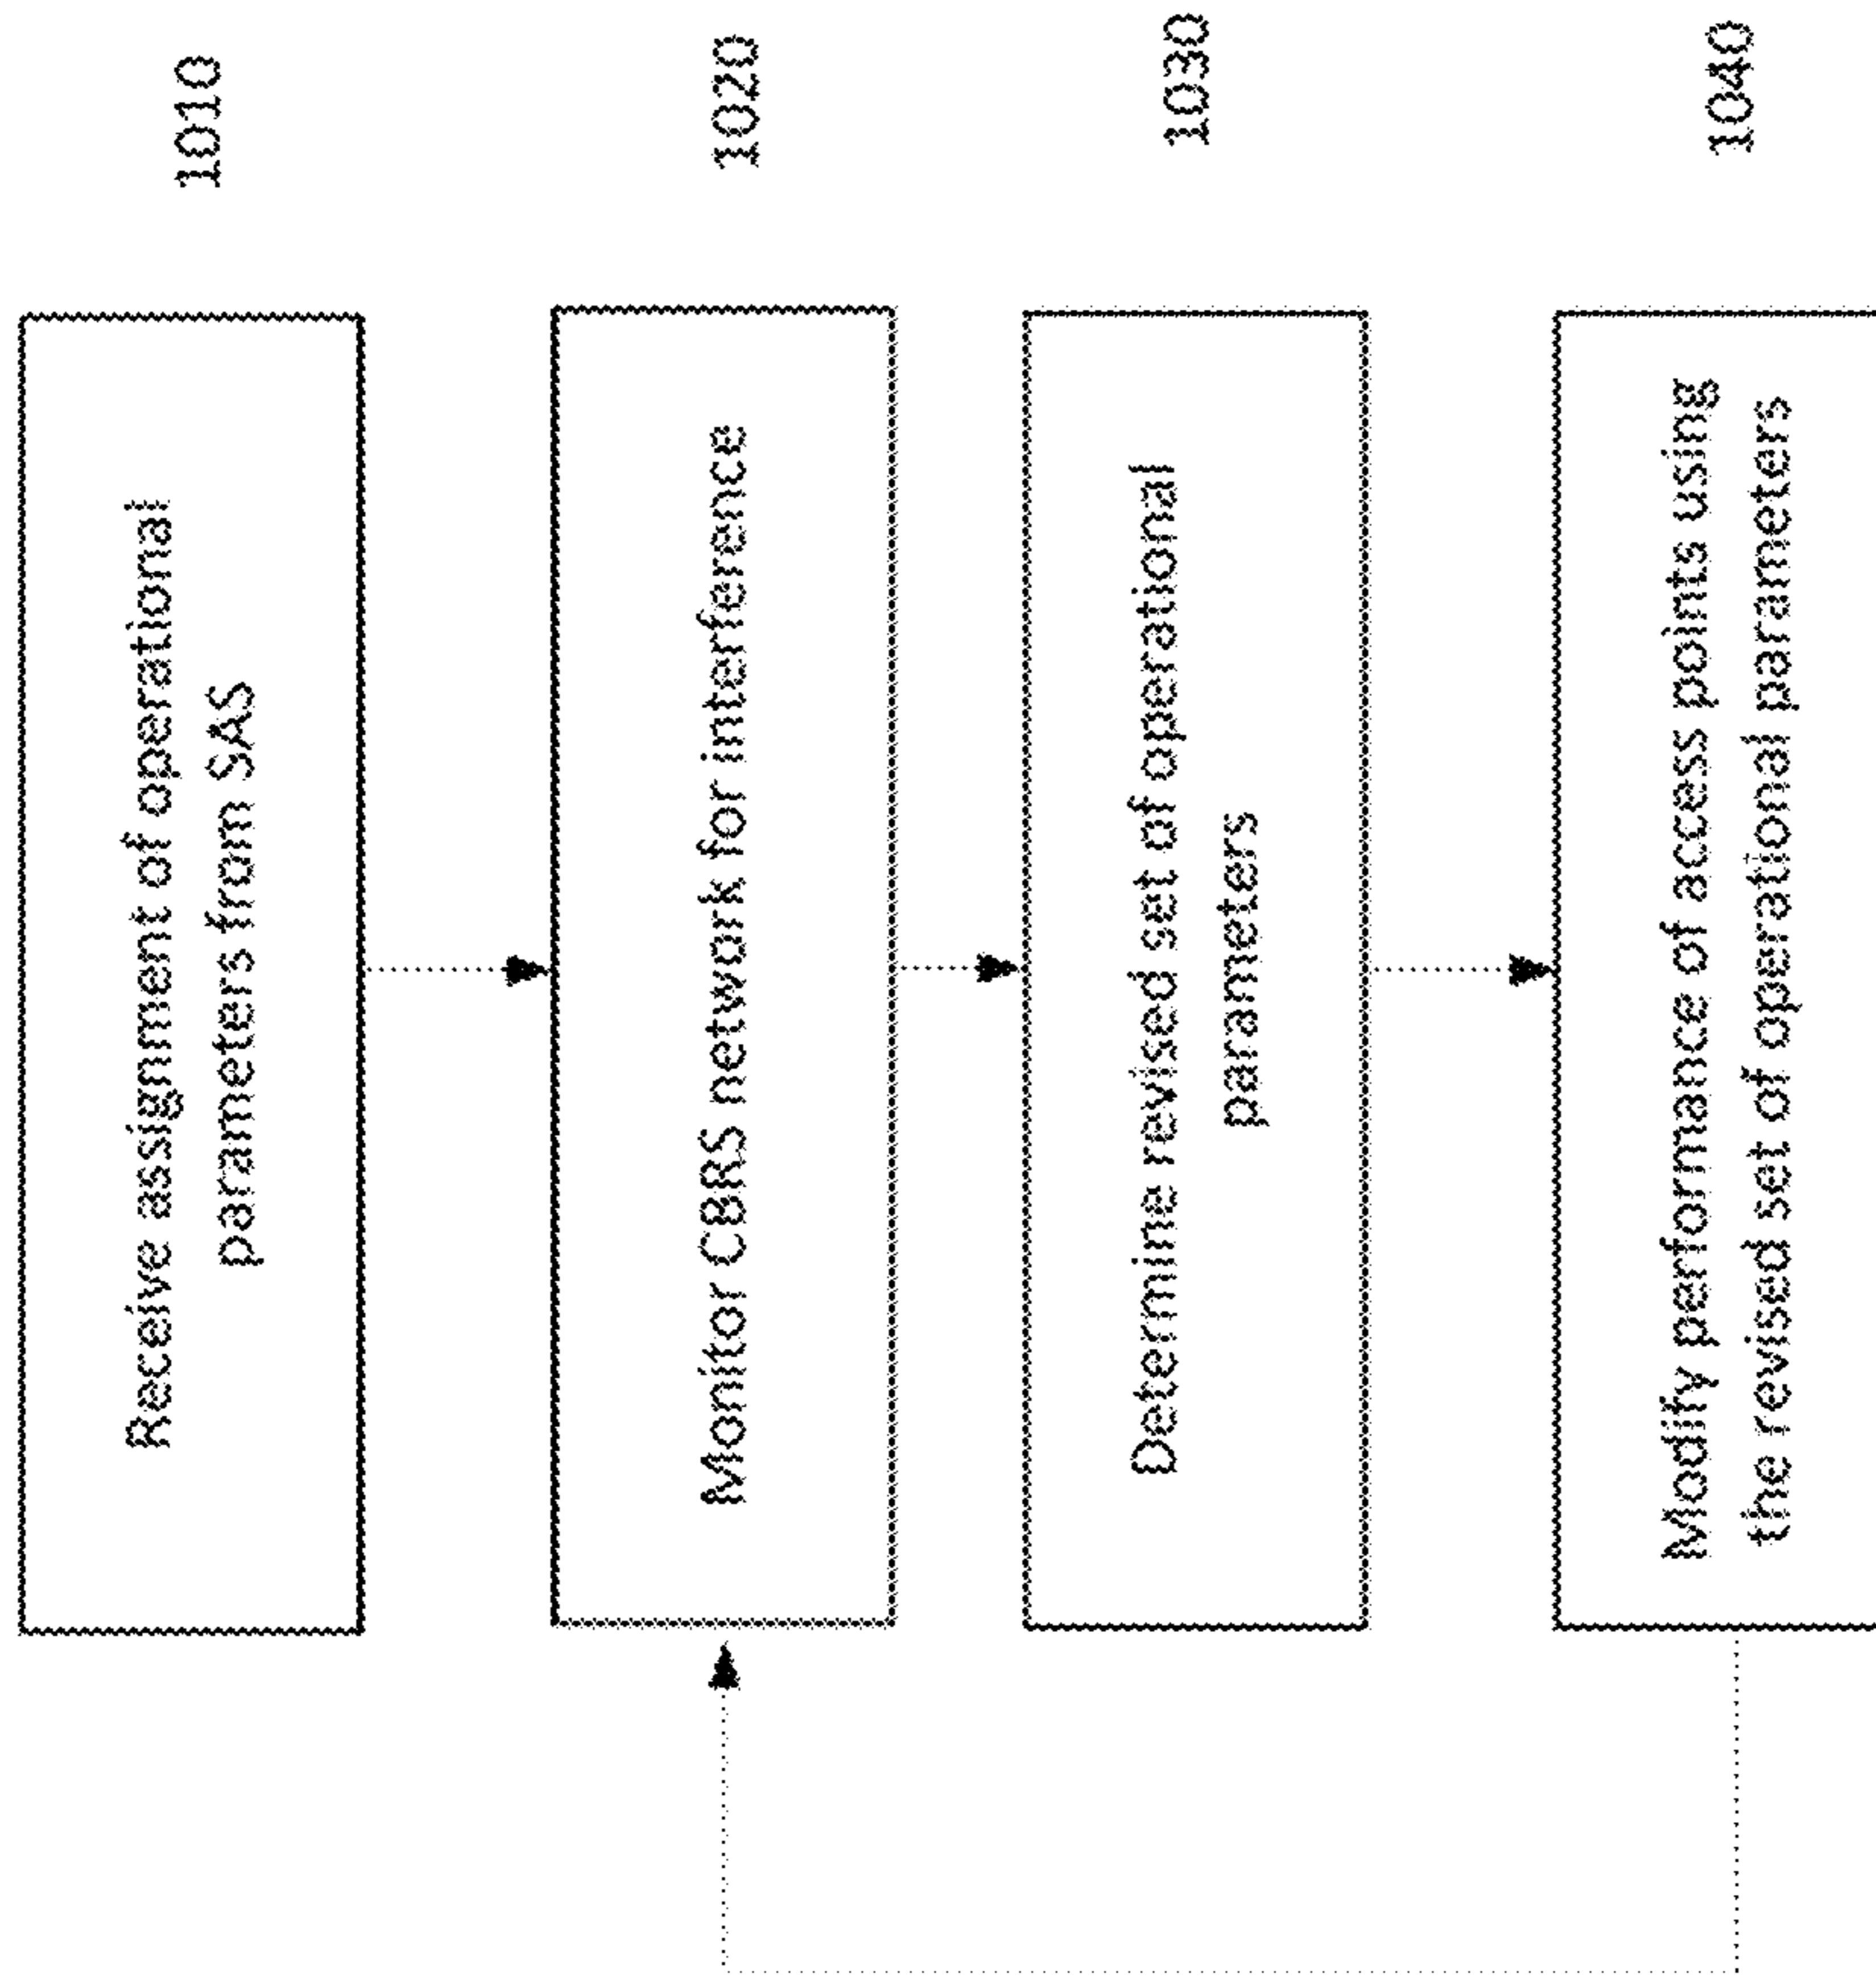 Receive assignment of operational
parameters from SAS
1010
Monitor CBRS network for interference
1020
Determine revised set of operational
parameters
1030
Modify performance of access points using
the revised set of operational parameters
1040